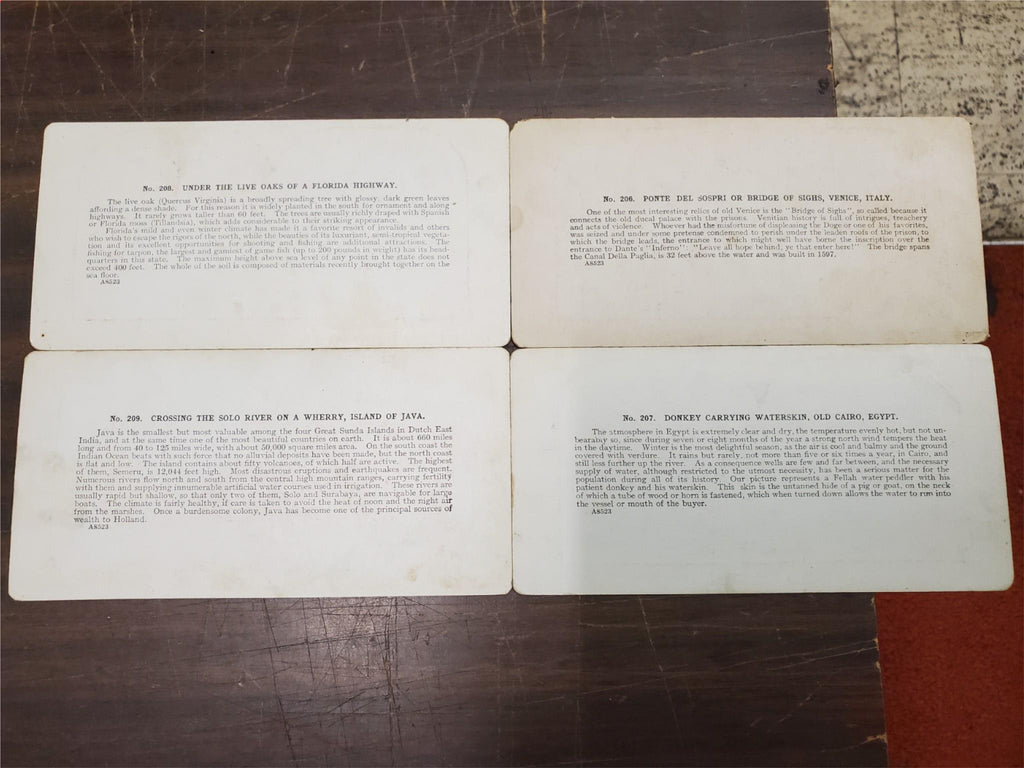 No. 208. UNDER THE LIVE OAKS OF A FLORIDA HIGHWAY.
The live oak (Quercus Virginia) is a broadly spreading tree with glossy, dark green leaves
affording a dense shade. For this reason it is widely planted in the south for ornament and along
highways. It rarely grows taller than 60 feet. The trees are usually richly draped with Spanish
or Florida moss (Tillandsia), which adds considerable to their striking appearance.
Florida's mild and even winter climate has made it a favorite resort of invalids and others
who wish to escape the rigors of the north, while the beauties of its luxuriant, semi-tropical vegeta-
tion and its excellent opportunities for shooting and fishing are additional attractions. The
fishing for tarpon, the largest and gamiest of game fish (up to 200 pounds in weight) has its head-
quarters in this state. The maximum height above sea level of any point in the state does not
exceed 400 feet. The whole of the soil is composed of materials recently brought together on the
sea floor.
A8523
No. 206. PONTE DEL SOSPRI OR BRIDGE OF SIGHS, VENICE, ITALY.
One of the most interesting relics of old Venice is the "Bridge of Sighs", so called because it
connects the old ducal palace with the prisons. Venitian history is full of intrigues, treachery
and acts of violence. Whoever had the misfortune of displeasing the Doge or one of his favorites,
was seized and under some pretense condemned to perish under the leaden roofs of the prison, to
which the bridge leads, the entrance to which might well have borne the inscription over the
entrance to Dante's "Inferno": "Leave all hope behind, ye that enter here!" The bridge spans
the Canal Della Paglia, is 32 feet above the water and was built in 1597.
A8523
No. 209. CROSSING THE SOLO RIVER ON A WHERRY, ISLAND OF JAVA.
Java is the smallest but most valuable among the four Great Sunda Islands in Dutch East
India, and at the same time one of the most beautiful countries on earth. It is about 660 miles
long and from 40 to 125 miles wide, with about 50,000 square miles area. On the south coast the
Indian Ocean beats with such force that no alluvial deposits have been made, but the north coast
is flat and low. The island contains about fifty volcanoes, of which half are active. The highest
of them, Semeru, is 12,044 feet high. Most disastrous eruptions and earthquakes are frequent.
Numerous rivers flow north and south from the central high mountain ranges, carrying fertility
with them and supplying innumerable artificial water courses used in irrigation. These rivers are
usually rapid but shallow, so that only two of them, Solo and Surabaya, are navigable for large
boats. The climate is fairly healthy, if care is taken to avoid the heat of noon and the night air
from the marshes. Once a burdensome colony, Java has become one of the principal sources of
wealth to Holland.
A8523
No. 207. DONKEY CARRYING WATERSKIN, OLD CAIRO, EGYPT.
The atmosphere in Egypt is extremely clear and dry, the temperature evenly hot, but not un-
bearaby so, since during seven or eight months of the year a strong north wind tempers the heat
in the daytime. Winter is the most delightful season, as the air is cool and balmy and the ground
covered with verdure. It rains but rarely, not more than five or six times a year, in Cairo, and
still less further up the river. As a consequence wells are few and far between, and the necessary
supply of water, although restricted to the utmost necessity, has been a serious matter for the
population during all of its history. Our picture represents a Fellah water peddler with his
patient donkey and his waterskin. This skin is the untanned hide of a pig or goat, on the neck
of which a tube of wood or horn is fastened, which when turned down allows the water to run into
the vessel or mouth of the buyer.
A8523